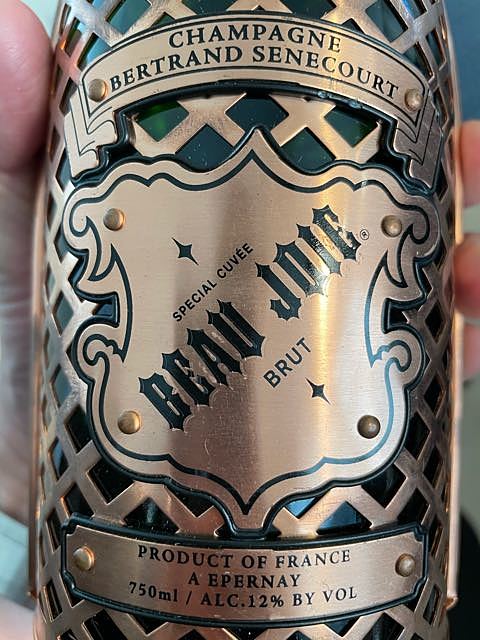 CHAMPAGNE
BERTRAND SENECOURT
SPECIAL CUVÉE
BEAU JOIE®
BRUT
PRODUCT OF FRANCE
A EPERNAY
750ml / ALC.12% BY VOL